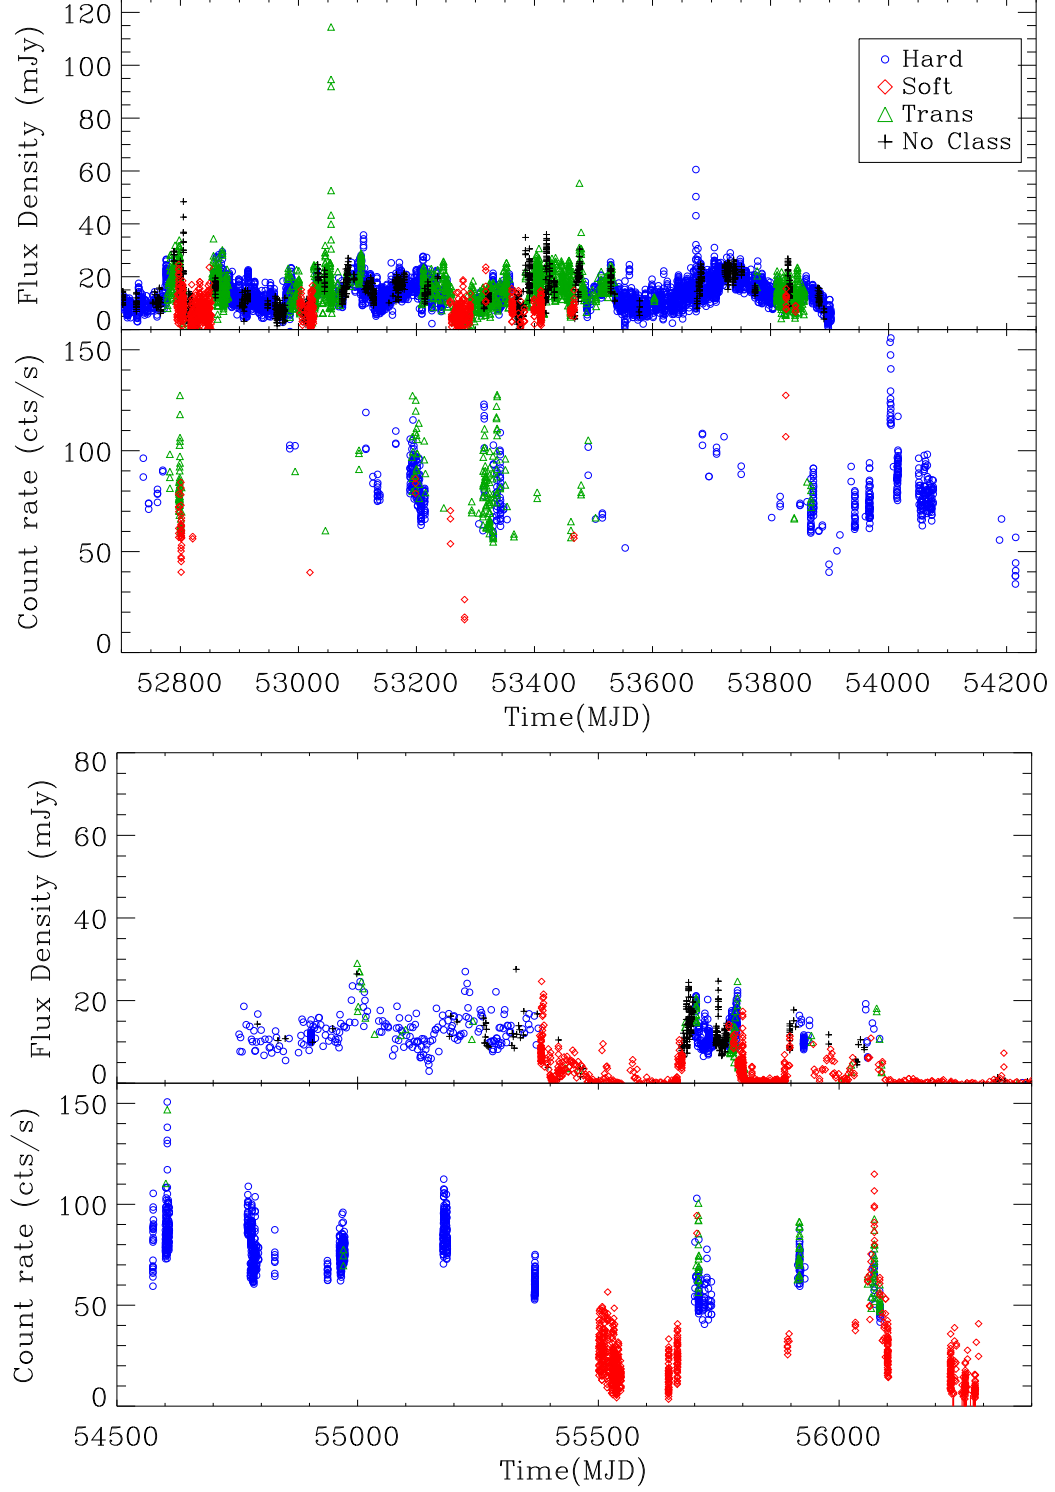 120
100
80
60
40
20
0
Flux Density (mJy)
Hard
Soft
Trans
No Class
150
100
50
0
Count rate (cts/s)
52800 53000 53200 53400 53600 53800 54000 54200
Time(MJD)
80
60
40
20
0
Flux Density (mJy)
150
100
50
0
Count rate (cts/s)
54500 55000 55500 56000
Time(MJD)